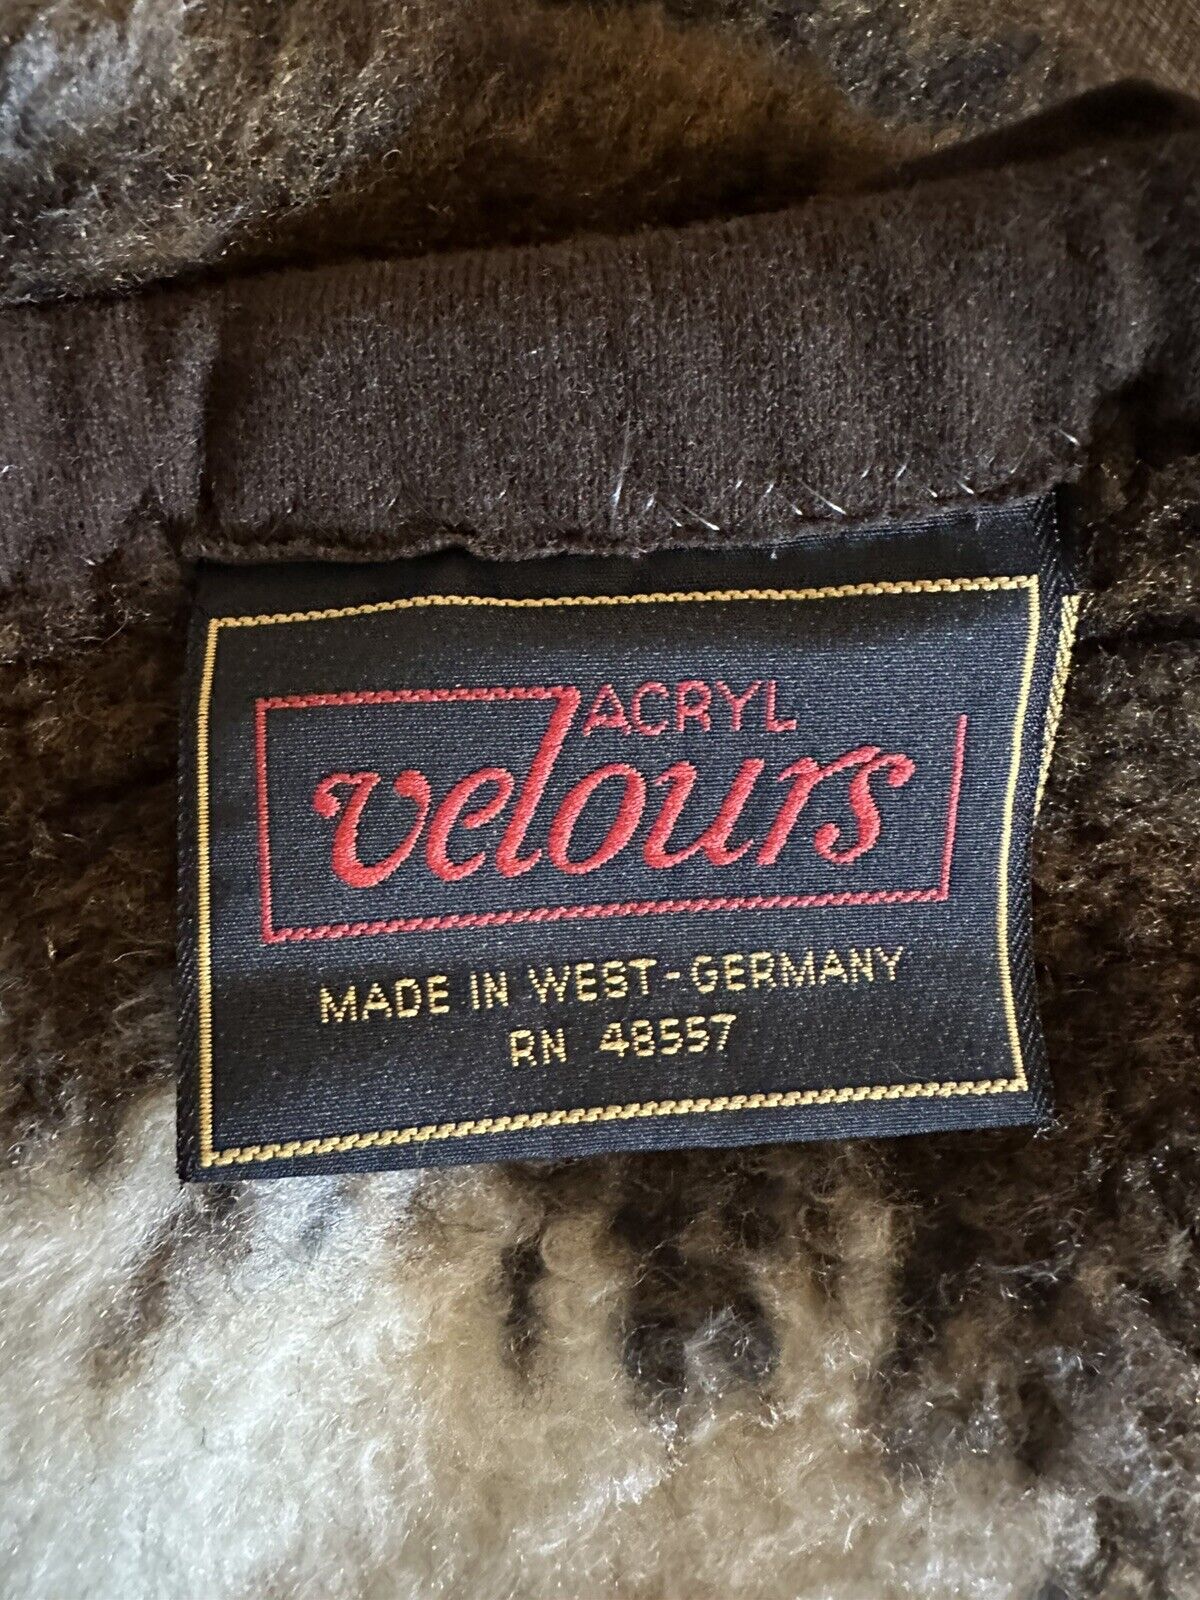 ACRYL
velours
MADE IN WEST-GERMANY
RN 48557